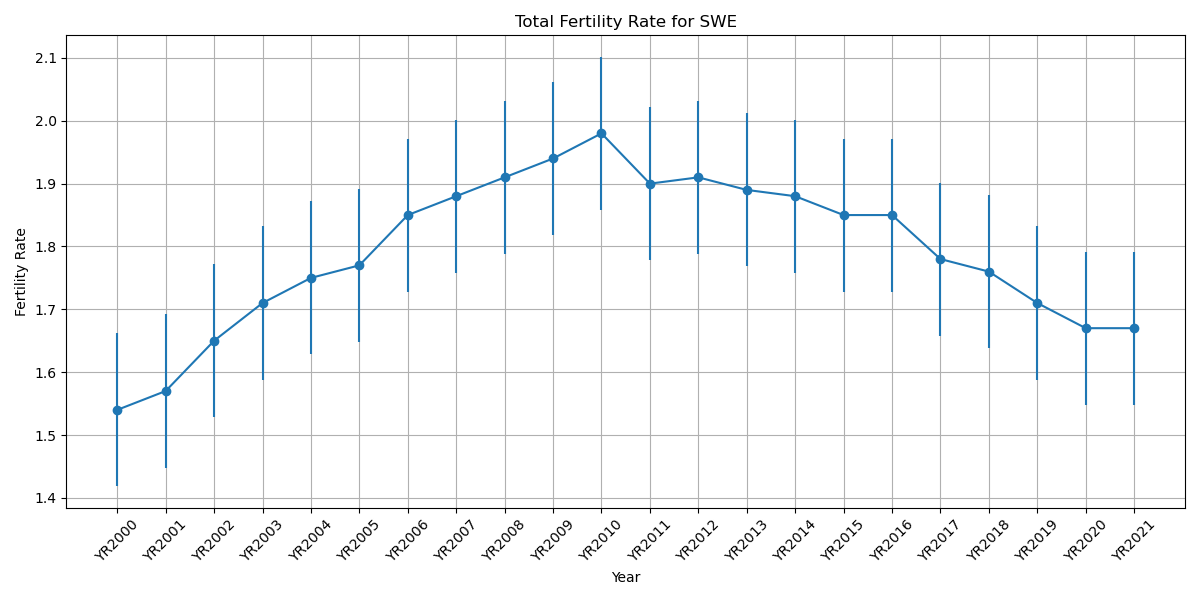 Total Fertility Rate for SWE
Fertility Rate
2.1
2.0
1.9
1.8
1.7
1.6
1.5
1.4
YR2000
YR2001
YR2002
YR2003
YR2004
YR2005
YR2006
YR2007
YR2008
YR2009
YR2010
YR2011
YR2012
YR2013
YR2014
YR2015
YR2016
YR2017
YR2018
YR2019
YR2020
YR2021
Year